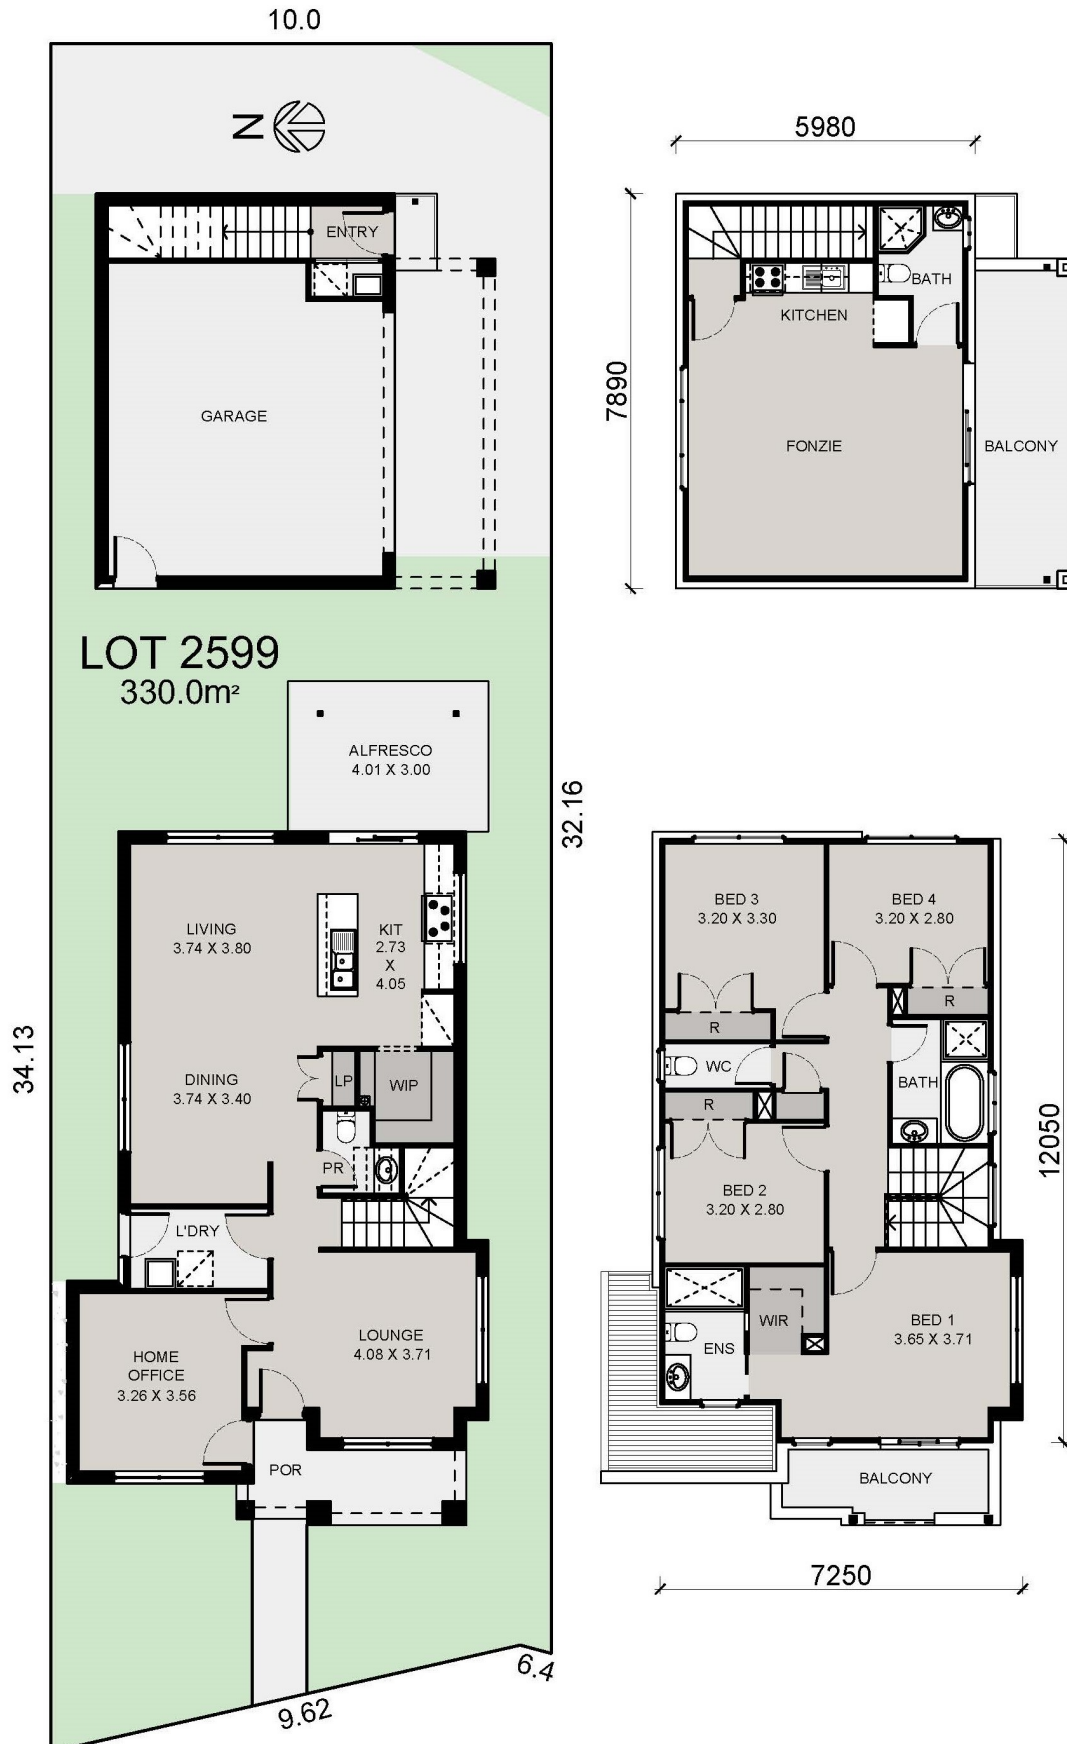 10.0
N
ENTRY
GARAGE
LOT 2599
330.0m²
ALFRESCO
4.01 X 3.00
32.16
34.13
LIVING
3.74 X 3.80
KIT
2.73
X
4.05
DINING
3.74 X 3.40
LP
WIP
PR
L'DRY
LOUNGE
4.08 X 3.71
HOME
OFFICE
3.26 X 3.56
POR
6.4
9.62
5980
7890
BATH
KITCHEN
FONZIE
BALCONY
BED 3
3.20 X 3.30
BED 4
3.20 X 2.80
R
R
WC
BATH
R
BED 2
3.20 X 2.80
12050
WIR
ENS
BED 1
3.65 X 3.71
BALCONY
7250